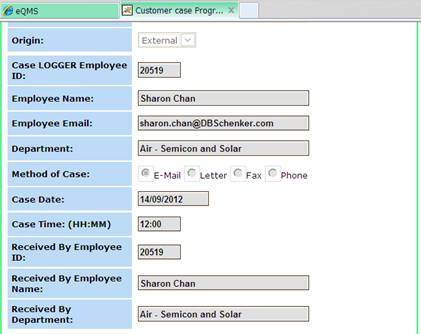 eQMS
Customer case Progr... X
Origin: External
Case LOGGER Employee
ID: 20519
Employee Name: Sharon Chan
Employee Email: sharon.chan@DBSchenker.com
Department: Air - Semicon and Solar
Method of Case: E-Mail Letter Fax Phone
Case Date: 14/09/2012
Case Time: (HH:MM) 12:00
Received By Employee
ID: 20519
Received By Employee
Name: Sharon Chan
Received By
Department: Air - Semicon and Solar